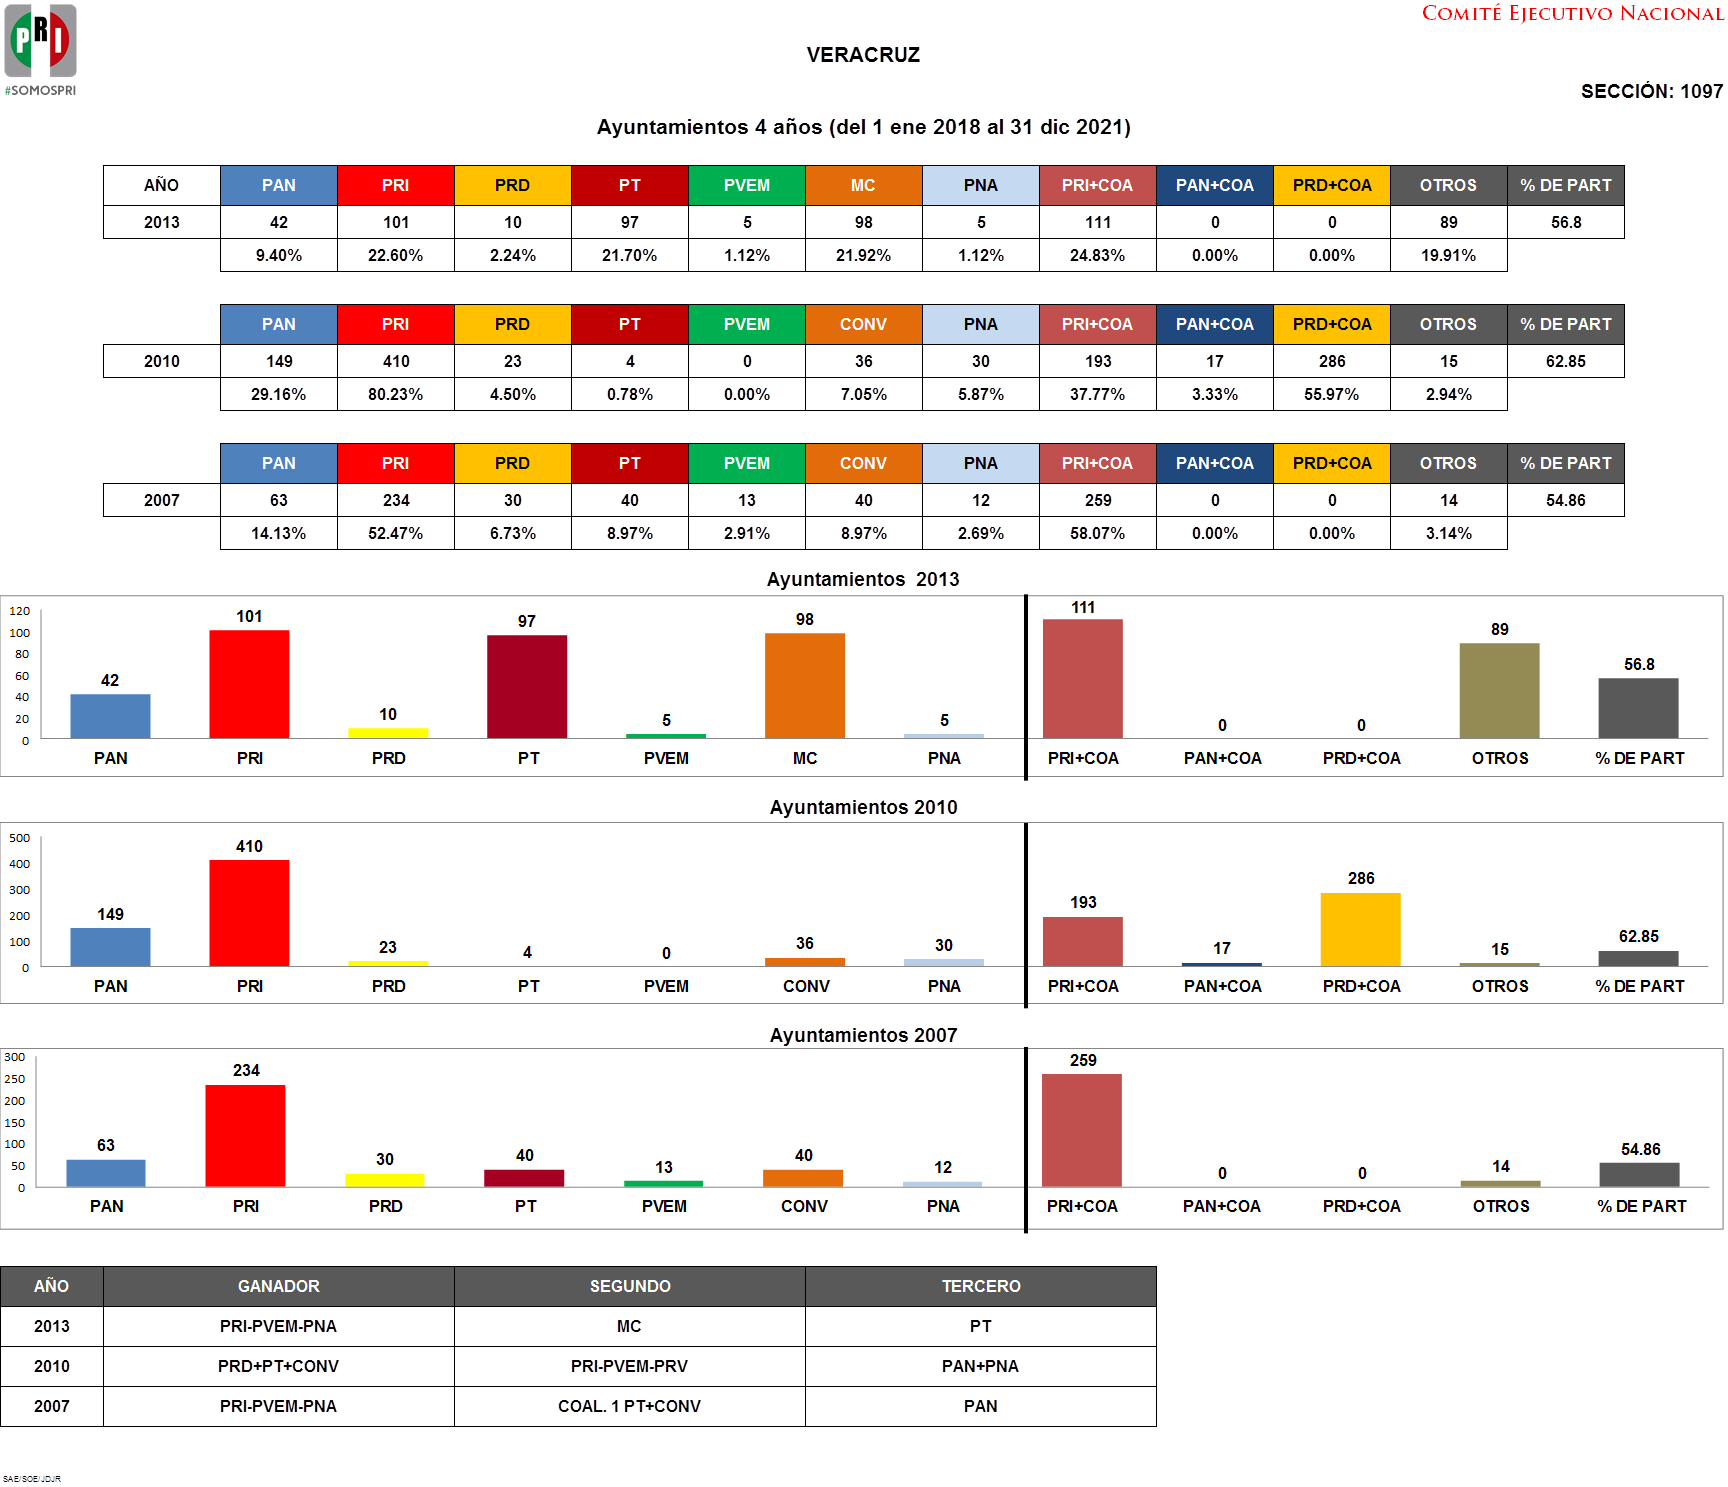 PRI
#SOMOSPRI
COMITÉ EJECUTIVO NACIONAL
VERACRUZ
SECCIÓN: 1097
Ayuntamientos 4 años (del 1 ene 2018 al 31 dic 2021)
AÑO PAN PRI PRD PT PVEM MC PNA PRI+COA PAN+COA PRD+COA OTROS % DE PART
2013 42 101 10 97 5 98 5 111 0 0 89 56.8
9.40% 22.60% 2.24% 21.70% 1.12% 21.92% 1.12% 24.83% 0.00% 0.00% 19.91%
PAN PRI PRD PT PVEM CONV PNA PRI+COA PAN+COA PRD+COA OTROS % DE PART
2010 149 410 23 4 0 36 30 193 17 286 15 62.85
29.16% 80.23% 4.50% 0.78% 0.00% 7.05% 5.87% 37.77% 3.33% 55.97% 2.94%
PAN PRI PRD PT PVEM CONV PNA PRI+COA PAN+COA PRD+COA OTROS % DE PART
2007 63 234 30 40 13 40 12 259 0 0 14 54.86
14.13% 52.47% 6.73% 8.97% 2.91% 8.97% 2.69% 58.07% 0.00% 0.00% 3.14%
Ayuntamientos 2013
120
100
80
60
40
20
0
42 101 10 97 5 98 5 111 0 0 89 56.8
PAN PRI PRD PT PVEM MC PNA PRI+COA PAN+COA PRD+COA OTROS % DE PART
Ayuntamientos 2010
500
400
300
200
100
0
149 410 23 4 0 36 30 193 17 286 15 62.85
PAN PRI PRD PT PVEM CONV PNA PRI+COA PAN+COA PRD+COA OTROS % DE PART
Ayuntamientos 2007
300
250
200
150
100
50
0
63 234 30 40 13 40 12 259 0 0 14 54.86
PAN PRI PRD PT PVEM CONV PNA PRI+COA PAN+COA PRD+COA OTROS % DE PART
AÑO GANADOR SEGUNDO TERCERO
2013 PRI-PVEM-PNA MC PT
2010 PRD+PT+CONV PRI-PVEM-PRV PAN+PNA
2007 PRI-PVEM-PNA COAL. 1 PT+CONV PAN
SAE/SOE/JDJR